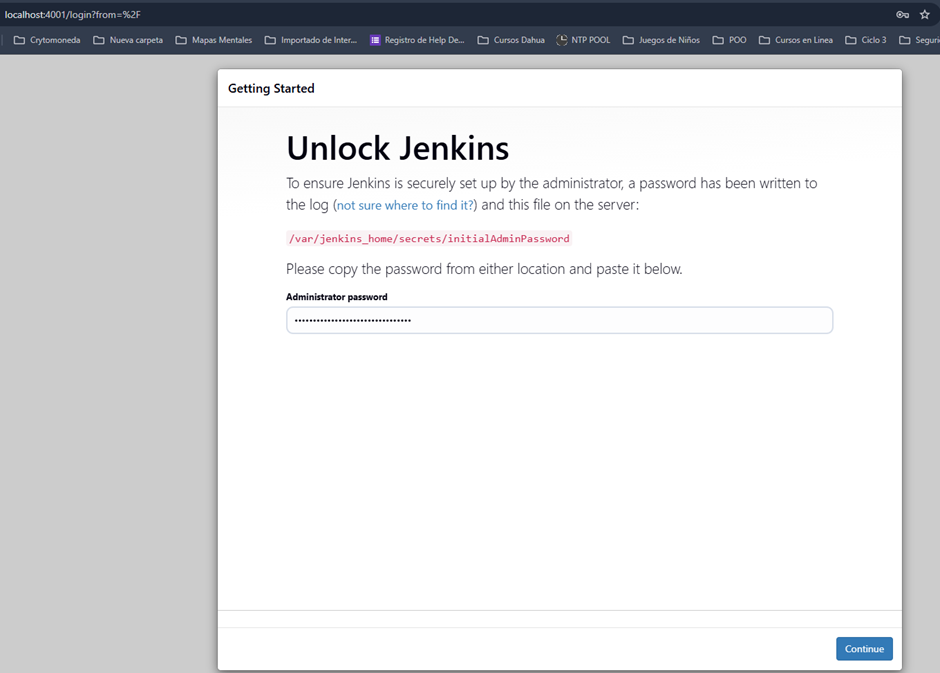 localhost:4001/login?from=%2F
Crytomoneda Nueva carpeta Mapas Mentales Importado de Inter... Registro de Help De... Cursos Dahua NTP POOL Juegos de Niños POO Cursos en Linea Ciclo 3
Getting Started
Unlock Jenkins
To ensure Jenkins is securely set up by the administrator, a password has been written to
the log (not sure where to find it?) and this file on the server:
/var/jenkins_home/secrets/initialAdminPassword
Please copy the password from either location and paste it below.
Administrator password
••••••••••••••••••••••••••••••••
Continue